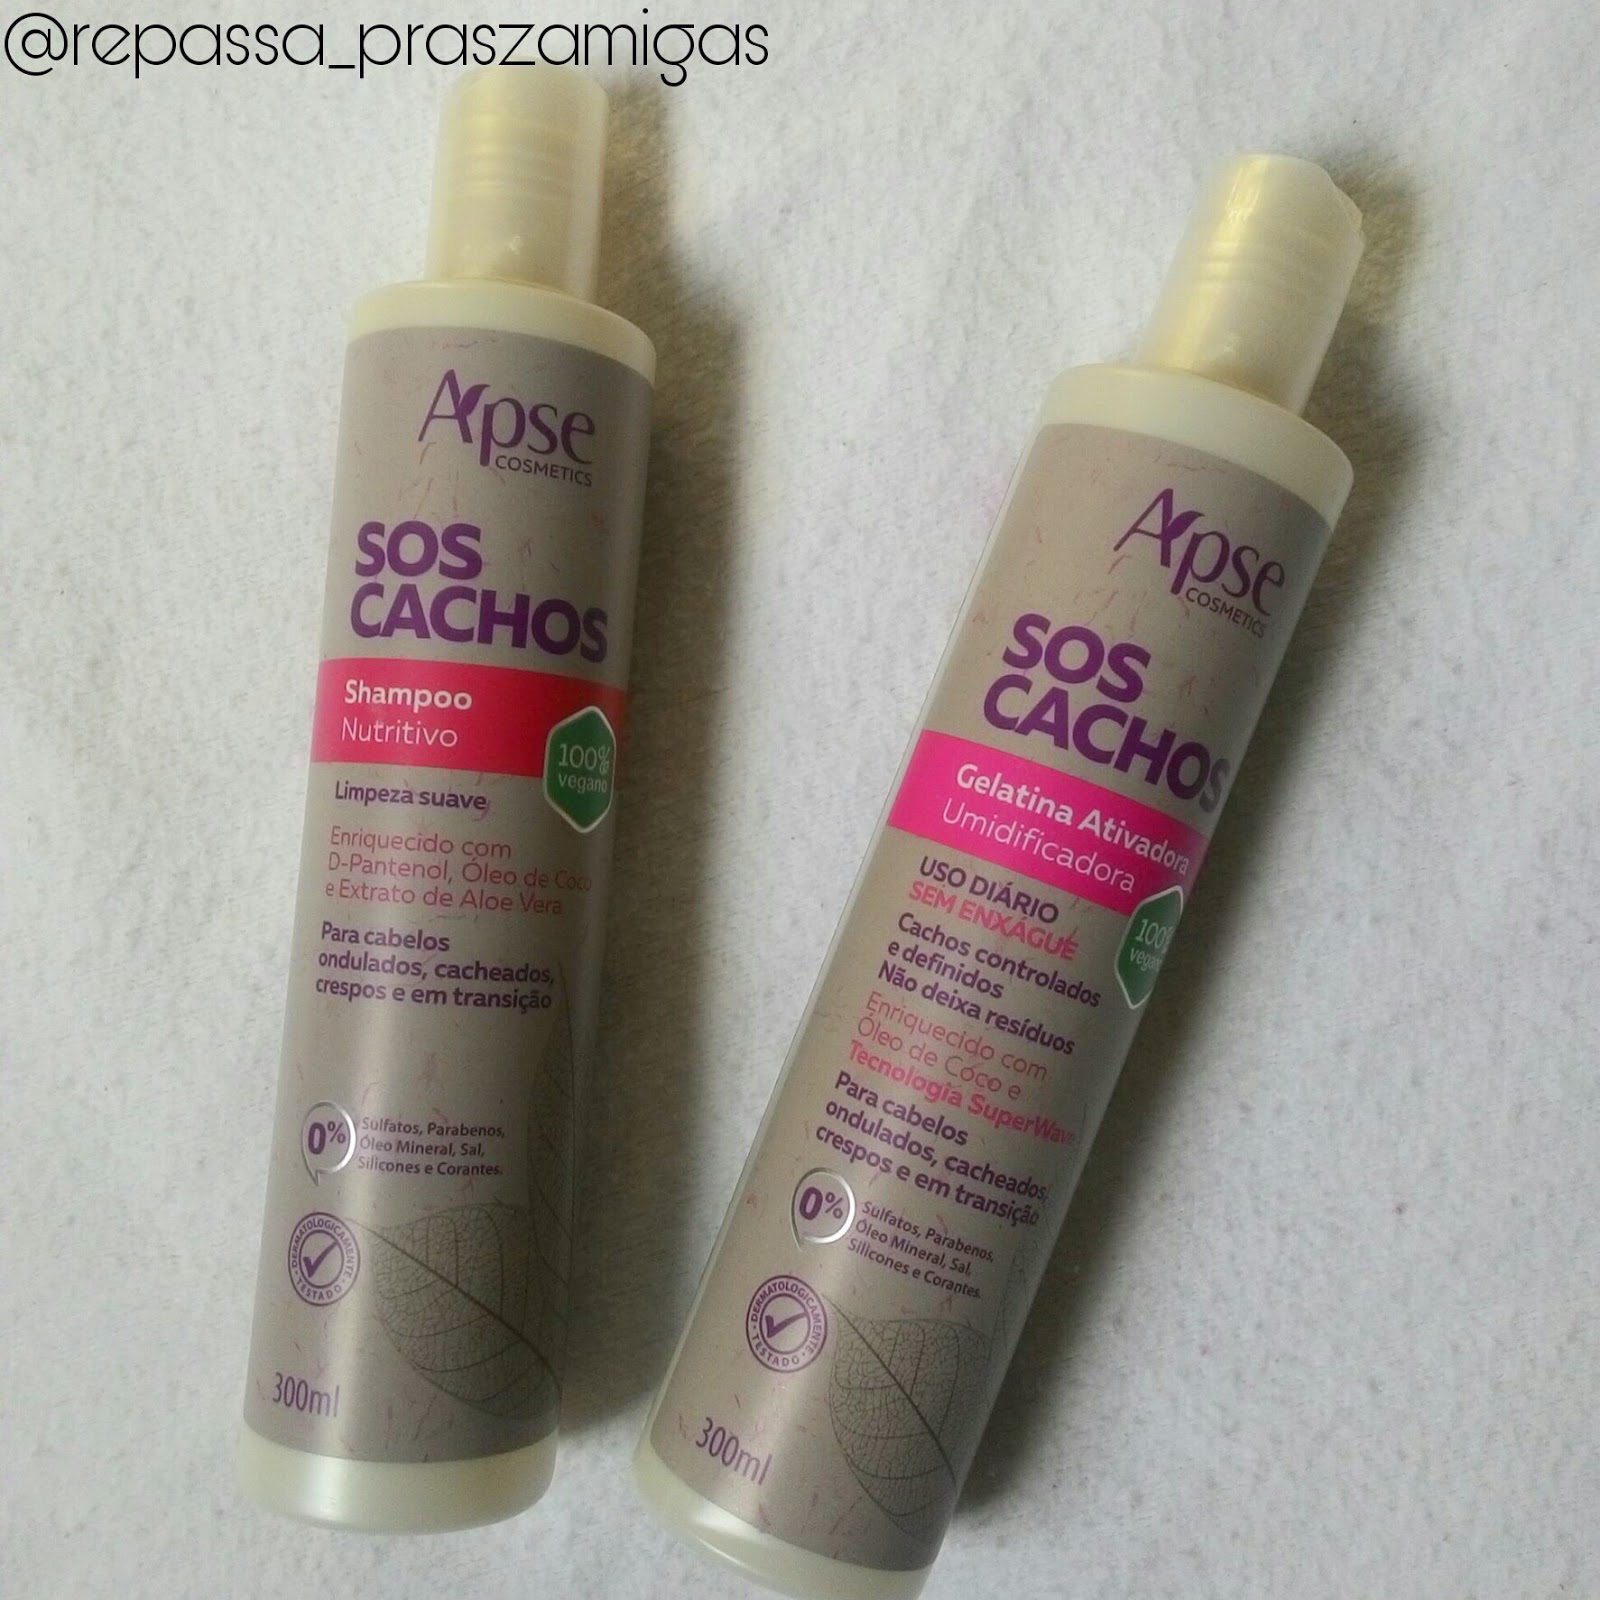 @repassa_praszamigas
Apse
COSMETICS
SOS
CACHOS
Shampoo
Nutritivo
100%
vegano
Limpeza suave
Enriquecido com
D-Pantenol, Óleo de Coco
e Extrato de Aloe Vera
Para cabelos
ondulados, cacheados,
crespos e em transição
0%
Sulfatos, Parabenos,
Óleo Mineral, Sal,
Silicones e Corantes.
DERMATOLOGICAMENTE
TESTADO
300ml
Apse
COSMETICS
SOS
CACHOS
Gelatina Ativadora
Umidificadora
100%
vegano
USO DIÁRIO
SEM ENXÁGUE
Cachos controlados
e definidos
Não deixa resíduos
Enriquecido com
Óleo de Coco e
Tecnologia SuperWave
Para cabelos
ondulados, cacheados,
crespos e em transição
0%
Sulfatos, Parabenos,
Óleo Mineral, Sal,
Silicones e Corantes.
DERMATOLOGICAMENTE
TESTADO
300ml